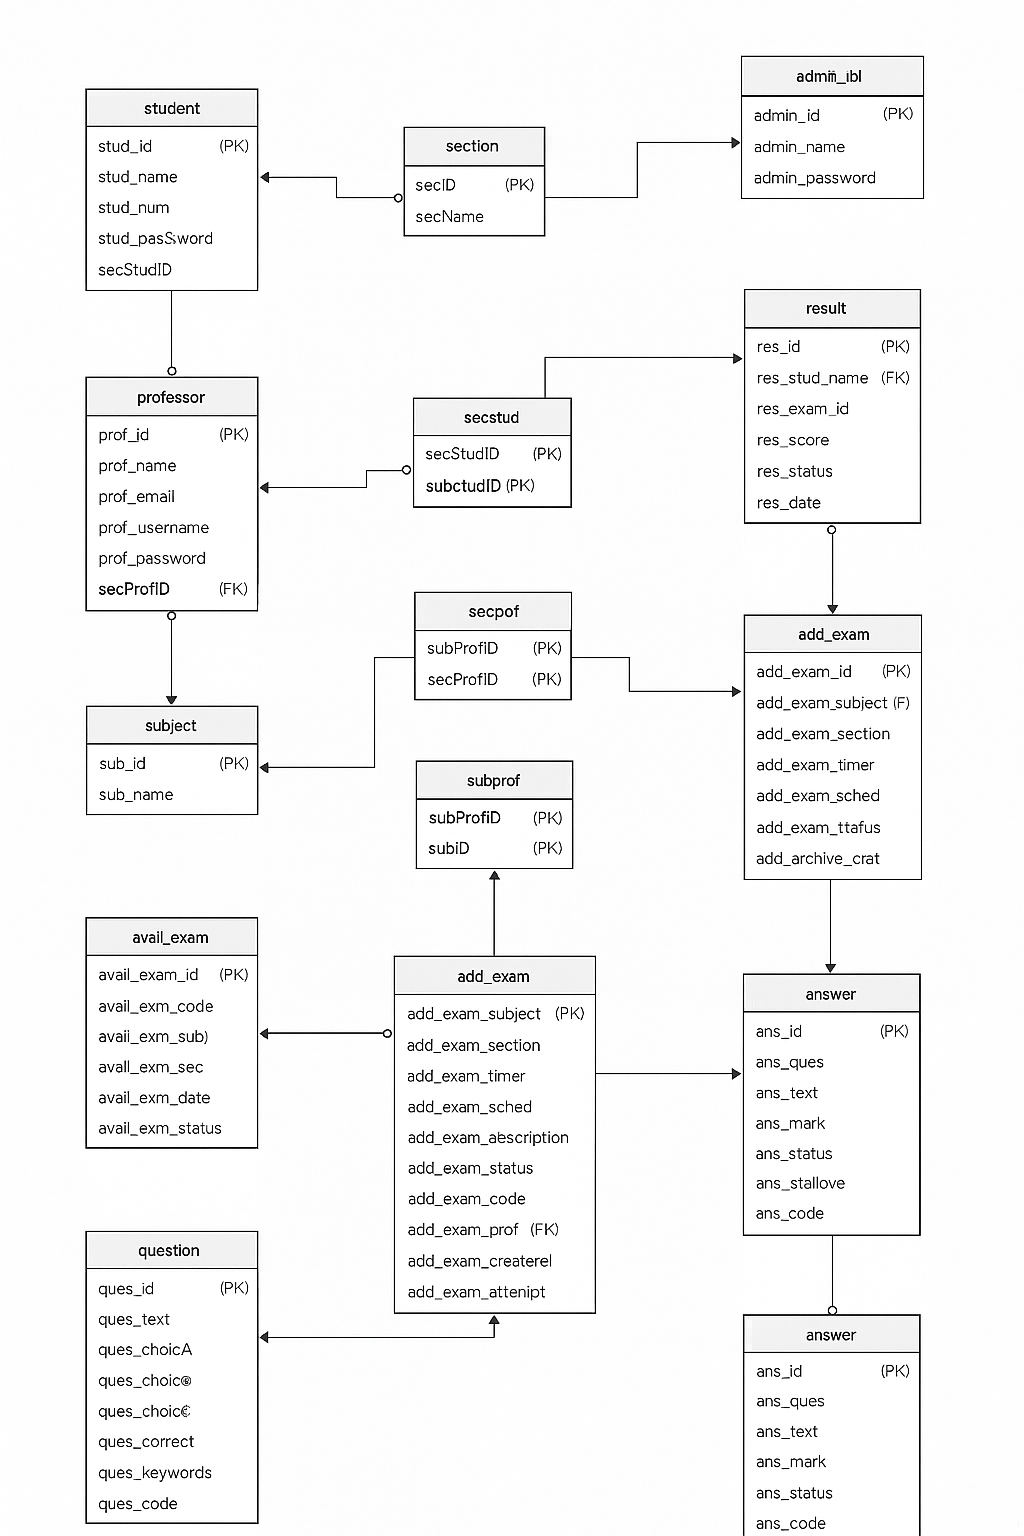 student
stud_id (PK)
stud_name
stud_num
stud_password
secStudID
section
secID (PK)
secName
admin_tbl
admin_id (PK)
admin_name
admin_password
professor
prof_id (PK)
prof_name
prof_email
prof_username
prof_password
secProfID (FK)
secstud
secStudID (PK)
subctudID (PK)
result
res_id (PK)
res_stud_name (FK)
res_exam_id
res_score
res_status
res_date
secpof
subProfID (PK)
secProfID (PK)
subject
sub_id (PK)
sub_name
subprof
subProfID (PK)
subiD (PK)
add_exam
add_exam_id (PK)
add_exam_subject (F)
add_exam_section
add_exam_timer
add_exam_sched
add_exam_ttafus
add_archive_crat
avail_exam
avail_exam_id (PK)
avail_exm_code
avail_exm_sub)
avall_exm_sec
avail_exm_date
avail_exm_status
add_exam
add_exam_subject (PK)
add_exam_section
add_exam_timer
add_exam_sched
add_exam_abscription
add_exam_status
add_exam_code
add_exam_prof (FK)
add_exam_createrel
add_exam_attenipt
answer
ans_id (PK)
ans_ques
ans_text
ans_mark
ans_status
ans_stallove
ans_code
question
ques_id (PK)
ques_text
ques_choicA
ques_correct
ques_keywords
ques_code
answer
ans_id (PK)
ans_ques
ans_text
ans_mark
ans_status
ans_code